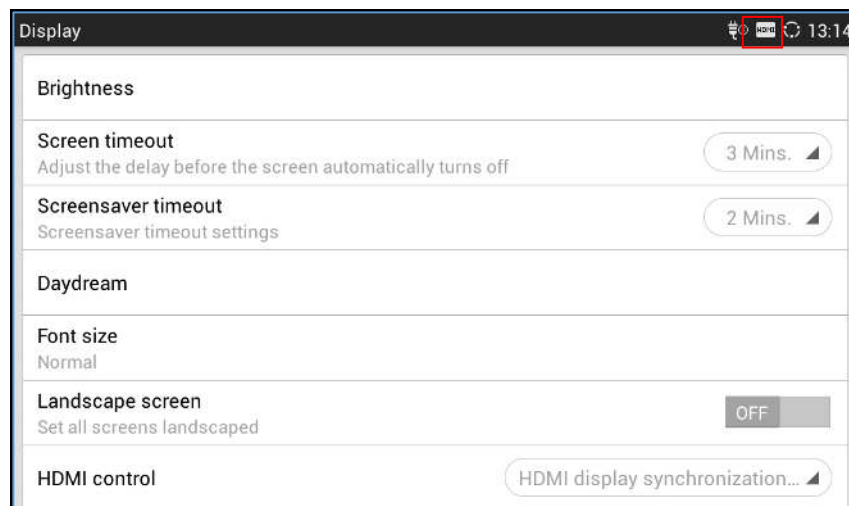 Display HDMI 13:14
Brightness
Screen timeout
Adjust the delay before the screen automatically turns off
3 Mins.
Screensaver timeout
Screensaver timeout settings
2 Mins.
Daydream
Font size
Normal
Landscape screen
Set all screens landscaped
OFF
HDMI control
HDMI display synchronization...